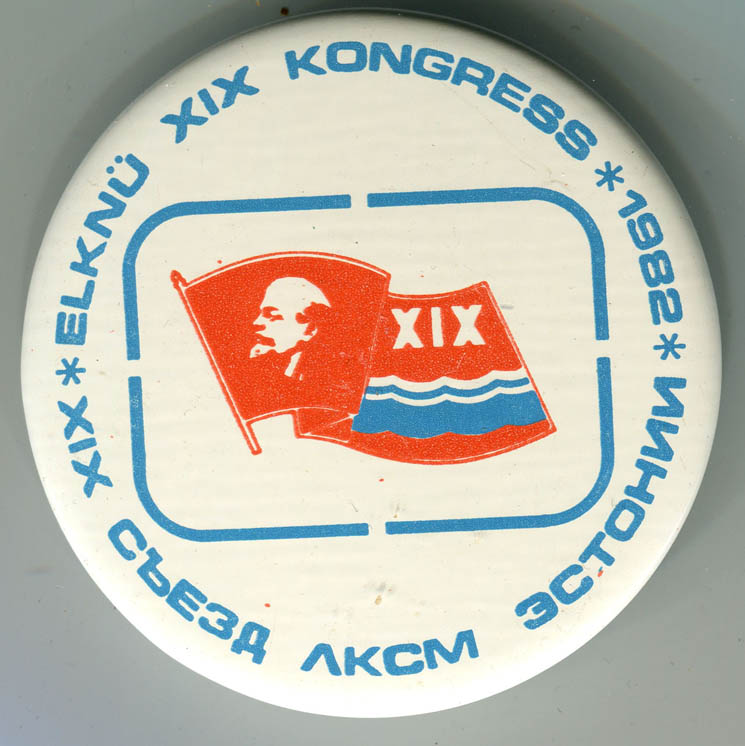 ELKNÜ XIX KONGRESS * 1982 *
XIX СЪЕЗД ЛКСМ ЭСТОНИИ *
XIX